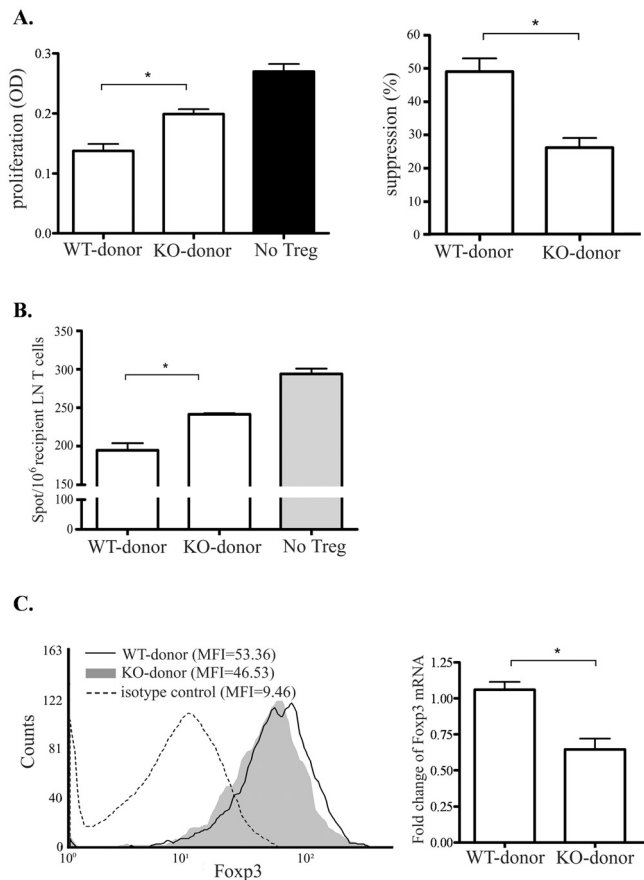 A.
proliferation (OD)
0.3
0.2
0.1
0.0
*
WT-donor KO-donor No Treg
suppression (%)
60
50
40
30
20
10
0
*
WT-donor KO-donor
B.
Spot/10⁶ recipient LN T cells
350
300
250
200
150
100
50
0
*
WT-donor KO-donor No Treg
C.
Counts
163
122
81
40
0
WT-donor (MFI=53.36)
KO-donor (MFI=46.53)
isotype control (MFI=9.46)
10⁰ 10¹ 10²
Foxp3
Fold change of Foxp3 mRNA
1.25
1.00
0.75
0.50
0.25
0.00
*
WT-donor KO-donor